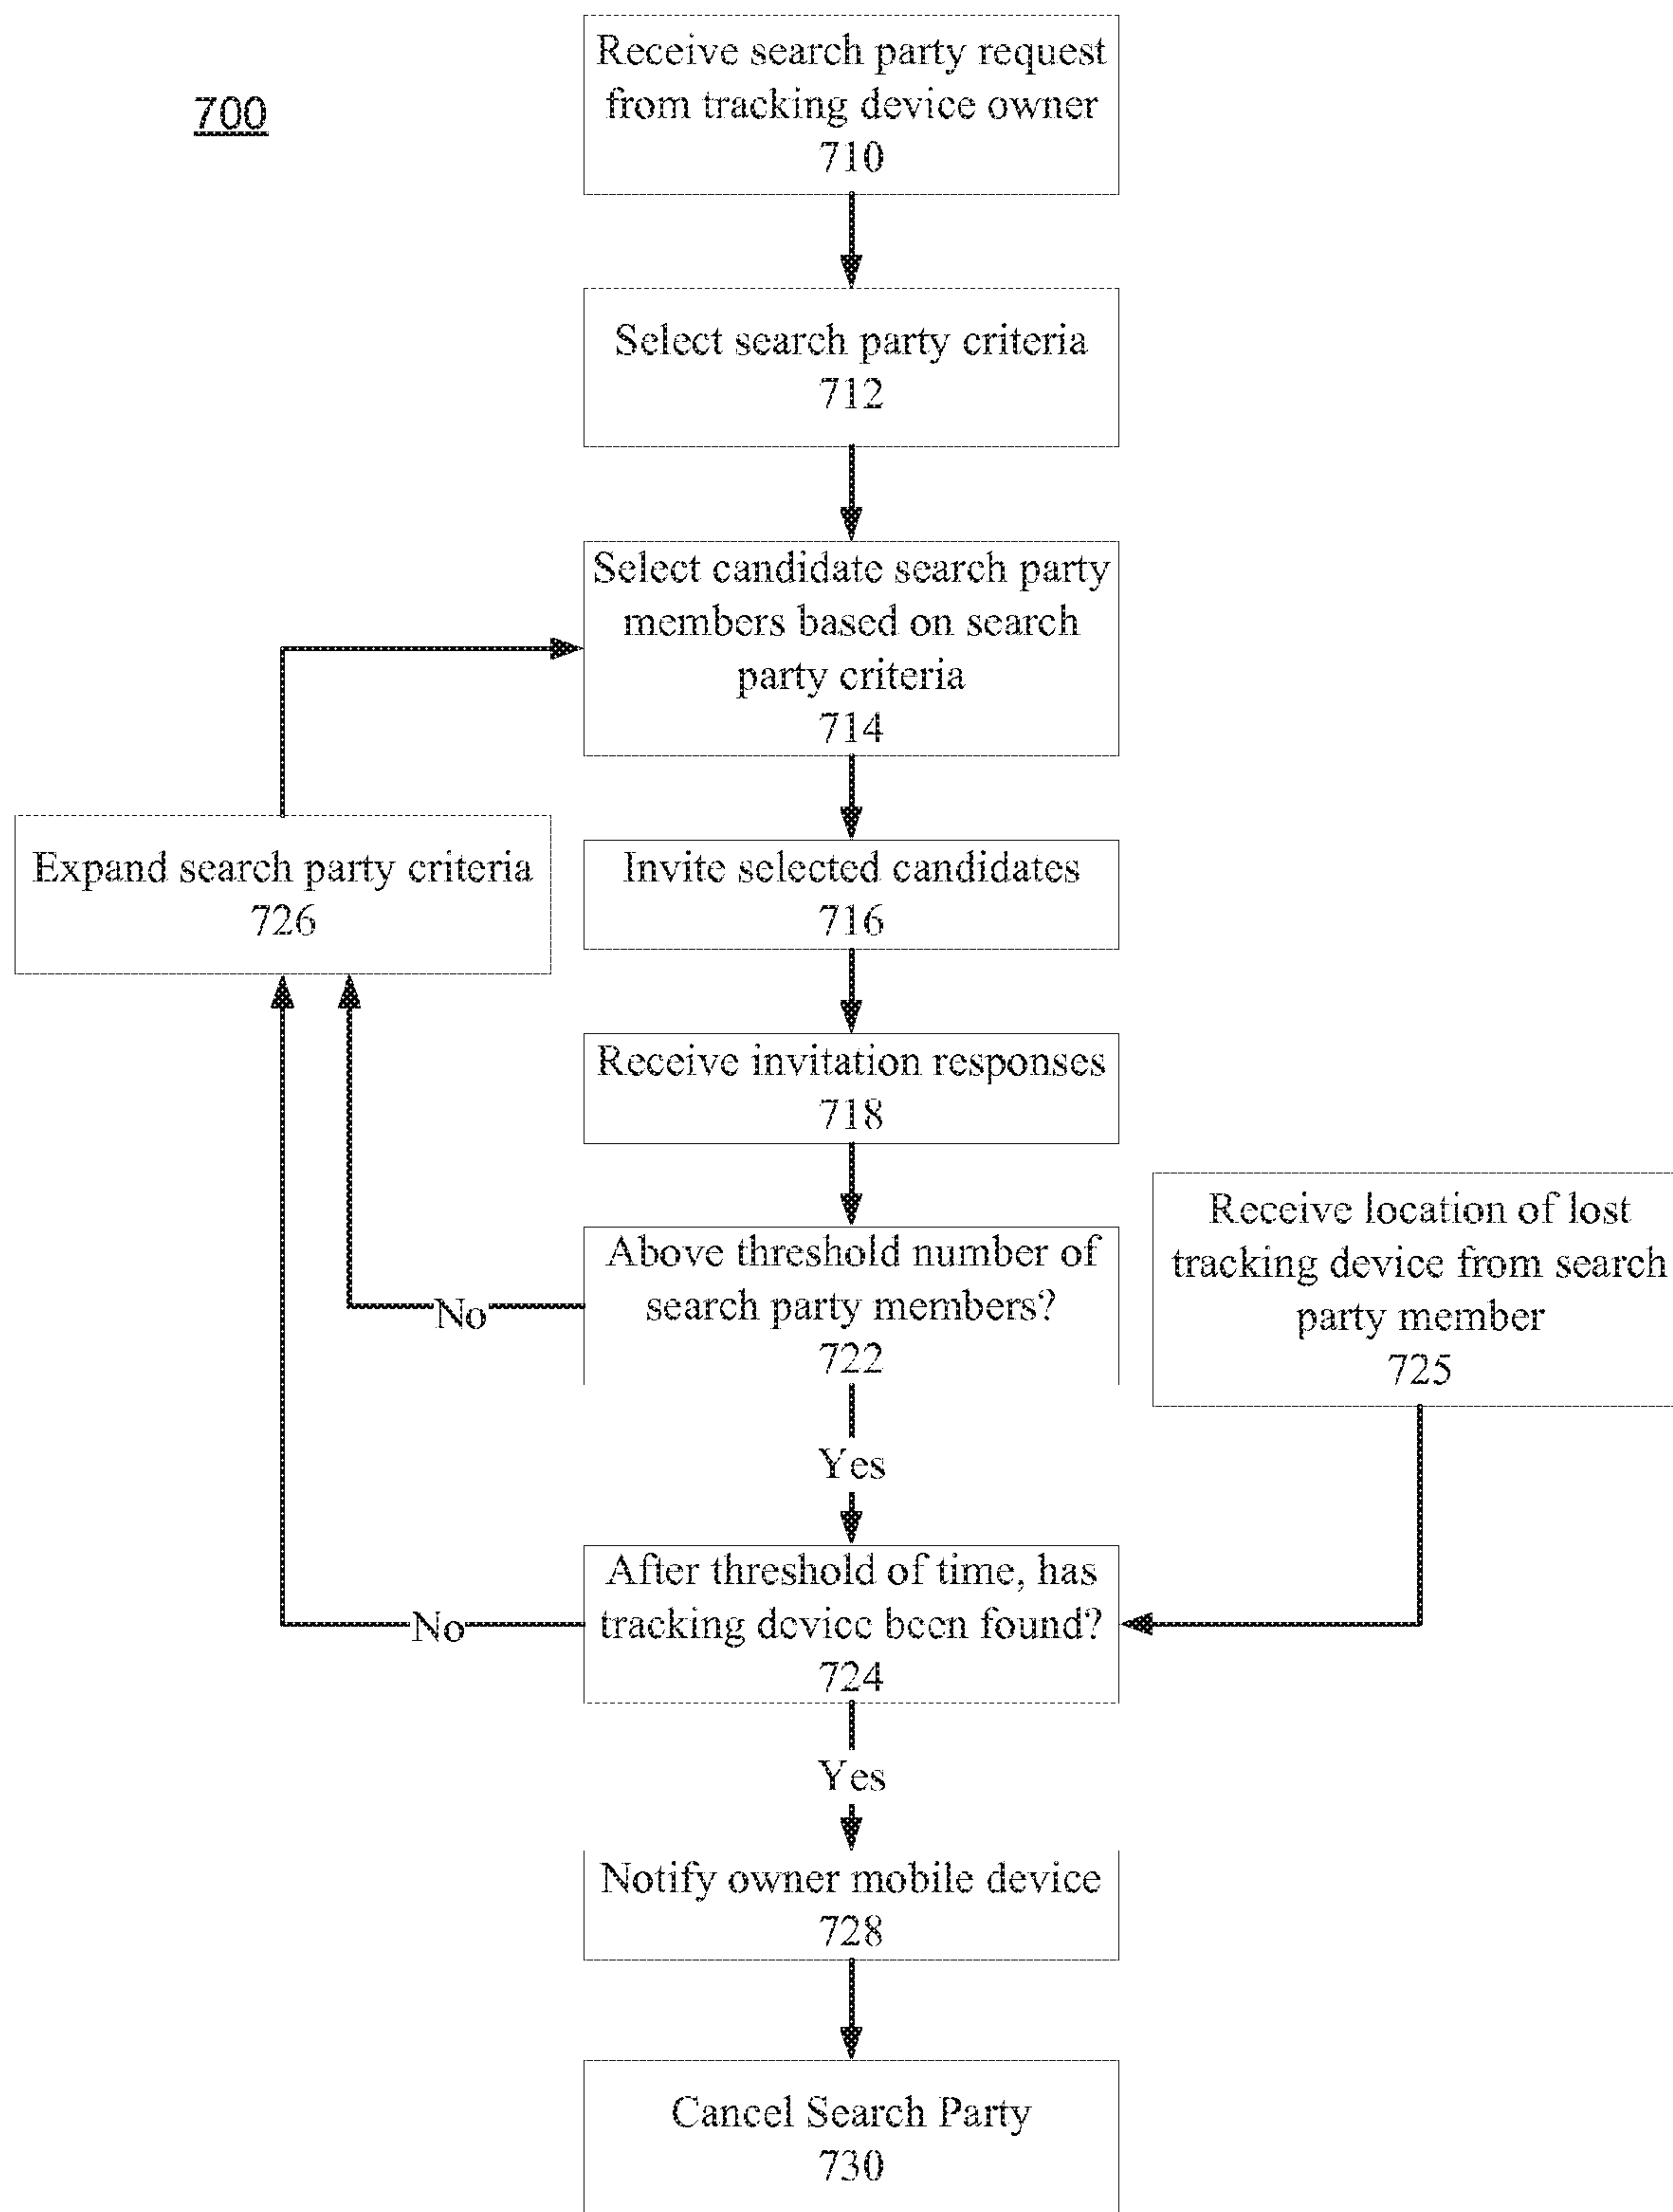 700
Receive search party request
from tracking device owner
710
Select search party criteria
712
Select candidate search party
members based on search
party criteria
714
Expand search party criteria
726
Invite selected candidates
716
Receive invitation responses
718
Above threshold number of
search party members?
722
No
Receive location of lost
tracking device from search
party member
725
Yes
After threshold of time, has
tracking device been found?
724
No
Yes
Notify owner mobile device
728
Cancel Search Party
730